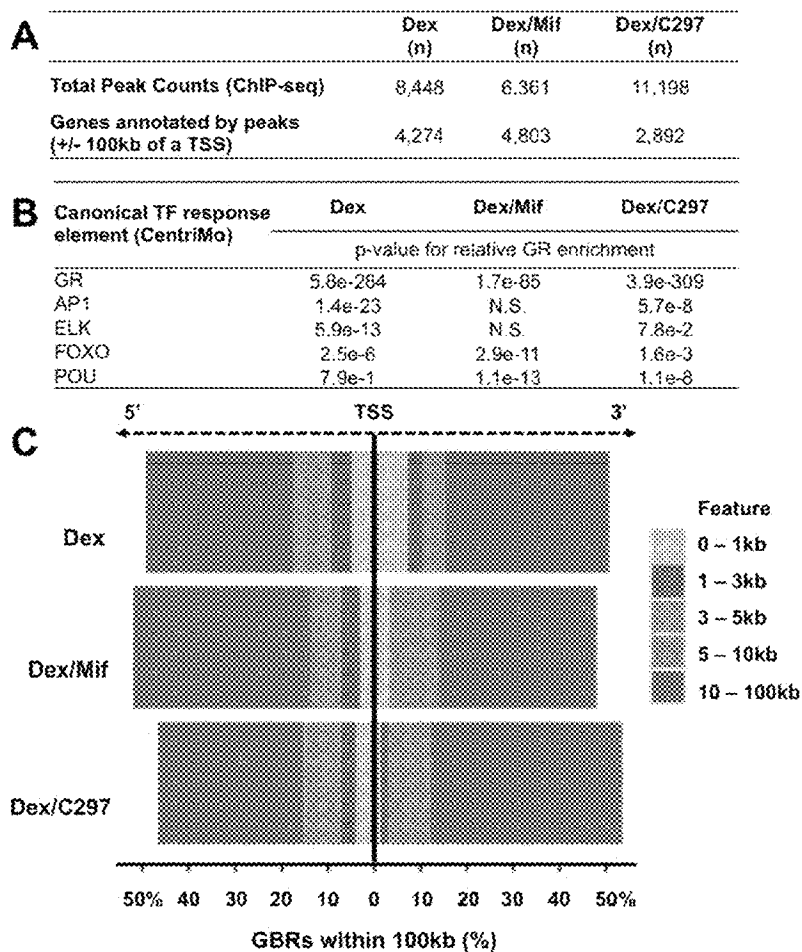 A
Dex Dex/Mif Dex/C297
(n) (n) (n)
Total Peak Counts (ChIP-seq) 8,448 6.361 11,198
Genes annotated by peaks
(+/- 100kb of a TSS) 4,274 4,803 2,892
B Canonical TF response
element (CentriMo) Dex Dex/Mif Dex/C297
p-value for relative GR enrichment
GR 5.8e-284 1.7e-85 3.9e-309
AP1 1.4e-23 N.S. 5.7e-8
ELK 5.9e-13 N.S. 7.8e-2
FOXO 2.5e-6 2.9e-11 1.6e-3
POU 7.9e-1 1.1e-13 1.1e-8
5' TSS 3'
C
Dex
Dex/Mif
Dex/C297
Feature
0 – 1kb
1 – 3kb
3 – 5kb
5 – 10kb
10 – 100kb
50% 40 30 20 10 0 10 20 30 40 50%
GBRs within 100kb (%)